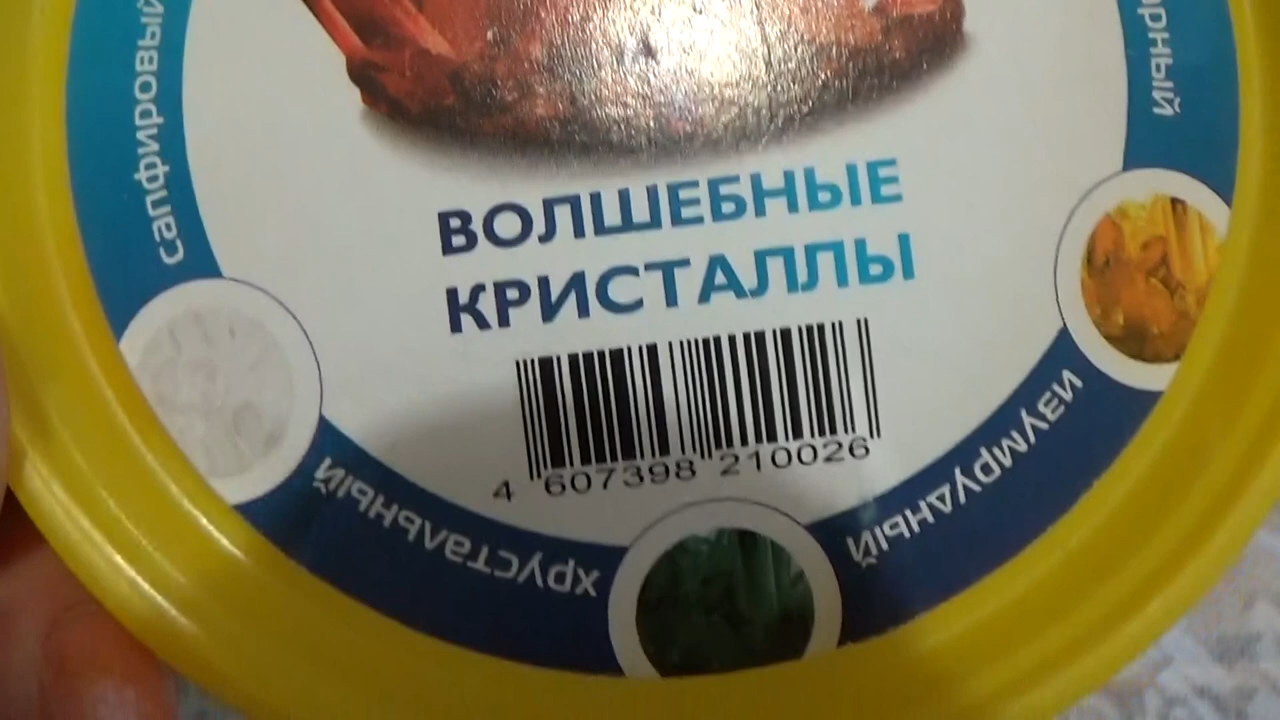 сапфировый
ВОЛШЕБНЫЕ
КРИСТАЛЛЫ
4 607398 210026
хрустальный
изумрудный